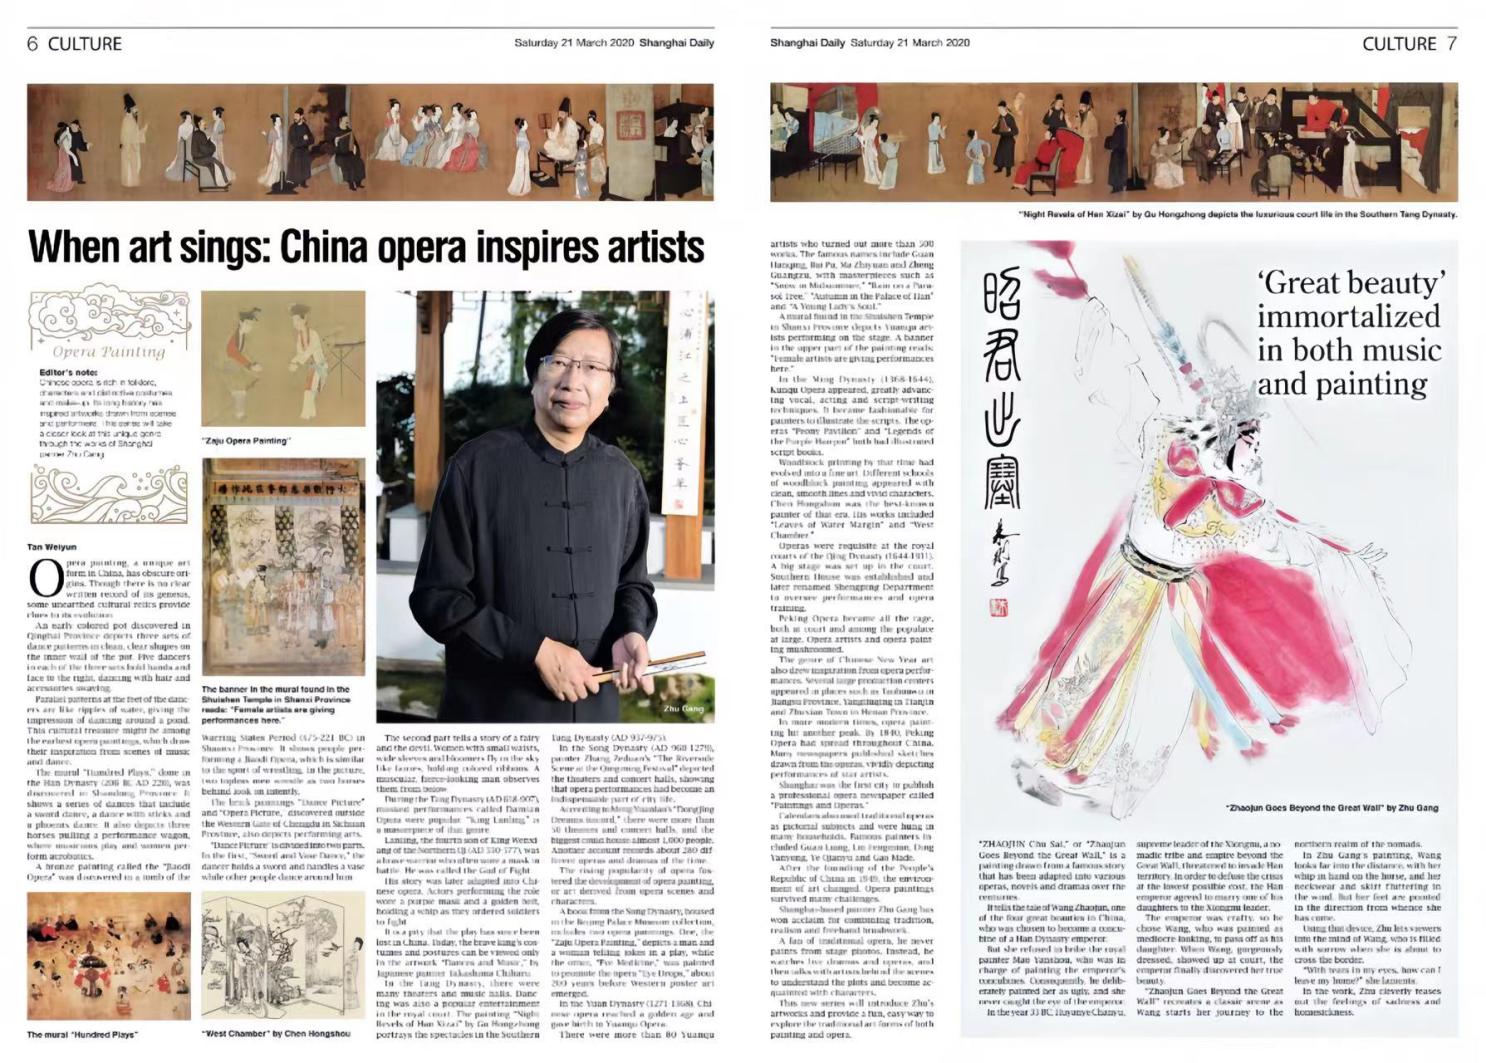 6 CULTURE
Saturday 21 March 2020 Shanghai Daily
When art sings: China opera inspires artists
Opera Painting
Editor's note:
Chinese opera is rich in folklore,
characters and distinctive costumes
and make-up. Its long history has
inspired artworks drawn from scenes
and performers. This series will take
a closer look at this unique genre
through the works of Shanghai
painter Zhu Gang.
Tan Weiyun
Opera painting, a unique art
form in China, has obscure ori-
gins. Though there is no clear
written record of its genesis,
some unearthed cultural relics provide
clues to its evolution.
An early colored pot discovered in
Qinghai Province depicts three sets of
dance patterns in clean, clear shapes on
the inner wall of the pot. Five dancers
in each of the three sets hold hands and
face to the right, dancing with hair and
accessories swaying.
Parallel patterns at the feet of the danc-
ers are like ripples of water, giving the
impression of dancing around a pond.
This cultural treasure might be among
the earliest opera paintings, which draw
their inspiration from scenes of music
and dance.
The mural "Hundred Plays," done in
the Han Dynasty (206 BC-AD 220), was
discovered in Shandong Province. It
shows a series of dances that include
a sword dance, a dance with sticks and
a phoenix dance. It also depicts three
horses pulling a performance wagon,
where musicians play and women per-
form acrobatics.
A bronze painting called the "Jiaodi
Opera" was discovered in a tomb of the
The mural "Hundred Plays"
"Zaju Opera Painting"
The banner in the mural found in the
Shuishen Temple in Shanxi Province
reads: "Female artists are giving
performances here."
Warring States Period (475-221 BC) in
Shaanxi Province. It shows people per-
forming a Jiaodi Opera, which is similar
to the sport of wrestling. In the picture,
two topless men wrestle as two horses
behind look on intently.
The brick paintings "Dance Picture"
and "Opera Picture," discovered outside
the Western Gate of Chengdu in Sichuan
Province, also depicts performing arts.
"Dance Picture" is divided into two parts.
In the first, "Sword and Vase Dance," the
dancer holds a sword and handles a vase
while other people dance around him.
"West Chamber" by Chen Hongshou
Zhu Gang
The second part tells a story of a fairy
and the devil. Women with small waists,
wide sleeves and bloomers fly in the sky
like fairies, holding colored ribbons. A
muscular, fierce-looking man observes
them from below.
During the Tang Dynasty (AD 618-907),
masked performances called Damian
Opera were popular. "King Lanling," is
a masterpiece of that genre.
Lanling, the fourth son of King Wenxi-
ang of the Northern Qi (AD 550-577), was
a brave warrior who often wore a mask in
battle. He was called the God of Fight.
His story was later adapted into Chi-
nese opera. Actors performing the role
wore a purple mask and a golden belt,
holding a whip as they ordered soldiers
to fight.
It is a pity that the play has since been
lost in China. Today, the brave king's cos-
tumes and postures can be viewed only
in the artwork "Dances and Music," by
Japanese painter Takashima Chiharu.
In the Tang Dynasty, there were
many theaters and music halls. Danc-
ing was also a popular entertainment
in the royal court. The painting "Night
Revels of Han Xizai" by Gu Hongzhong
portrays the spectacles in the Southern
Tang Dynasty (AD 937-975).
In the Song Dynasty (AD 960-1279),
painter Zhang Zeduan's "The Riverside
Scene at the Qingming Festival" depicted
the theaters and concert halls, showing
that opera performances had become an
indispensable part of city life.
According to Meng Yuanlao's "Dongjing
Dreams Record," there were more than
50 theaters and concert halls, and the
biggest could house almost 1,000 people.
Another account records about 280 dif-
ferent operas and dramas of the time.
The rising popularity of opera fos-
tered the development of opera painting,
or art derived from opera scenes and
characters.
A book from the Song Dynasty, housed
in the Beijing Palace Museum collection,
includes two opera paintings. One, the
"Zaju Opera Painting," depicts a man and
a woman telling jokes in a play, while
the other, "Eye Medicine," was painted
to promote the opera "Eye Drops," about
200 years before Western poster art
emerged.
In the Yuan Dynasty (1271-1368), Chi-
nese opera reached a golden age and
gave birth to Yuanqu Opera.
There were more than 80 Yuanqu
Shanghai Daily Saturday 21 March 2020
CULTURE 7
"Night Revels of Han Xizai" by Gu Hongzhong depicts the luxurious court life in the Southern Tang Dynasty.
artists who turned out more than 500
works. The famous names include Guan
Hanqing, Bai Pu, Ma Zhiyuan and Zheng
Guangzu, with masterpieces such as
"Snow in Midsummer," "Rain on a Para-
sol Tree," "Autumn in the Palace of Han"
and "A Young Lady's Soul."
A mural found in the Shuishen Temple
in Shanxi Province depicts Yuanqu art-
ists performing on the stage. A banner
in the upper part of the painting reads:
"Female artists are giving performances
here."
In the Ming Dynasty (1368-1644),
Kunqu Opera appeared, greatly advanc-
ing vocal, acting and script-writing
techniques. It became fashionable for
painters to illustrate the scripts. The op-
eras "Peony Pavilion" and "Legends of
the Purple Hairpin" both had illustrated
script books.
Woodblock printing by that time had
evolved into a fine art. Different schools
of woodblock painting appeared with
clean, smooth lines and vivid characters.
Chen Hongshou was the best-known
painter of that era. His works included
"Leaves of Water Margin" and "West
Chamber."
Operas were requisite at the royal
courts of the Qing Dynasty (1644-1911).
A big stage was set up in the court.
Southern House was established and
later renamed Shengping Department
to oversee performances and opera
training.
Peking Opera became all the rage,
both in court and among the populace
at large. Opera artists and opera paint-
ing mushroomed.
The genre of Chinese New Year art
also drew inspiration from opera perfor-
mances. Several large production centers
appeared in places such as Taohuawu in
Jiangsu Province, Yangliuqing in Tianjin
and Zhuxian Town in Henan Province.
In more modern times, opera paint-
ing hit another peak. By 1840, Peking
Opera had spread throughout China.
Many newspapers published sketches
drawn from the operas, vividly depicting
performances of star artists.
Shanghai was the first city to publish
a professional opera newspaper called
"Paintings and Operas."
Calendars also used traditional operas
as pictorial subjects and were hung in
many households. Famous painters in-
cluded Guan Liang, Lin Fengmian, Ding
Yanyong, Ye Qianyu and Gao Made.
After the founding of the People's
Republic of China in 1949, the environ-
ment of art changed. Opera paintings
survived many challenges.
Shanghai-based painter Zhu Gang has
won acclaim for combining tradition,
realism and freehand brushwork.
A fan of traditional opera, he never
paints from stage photos. Instead, he
watches live dramas and operas, and
then talks with artists behind the scenes
to understand the plots and become ac-
quainted with characters.
This new series will introduce Zhu's
artworks and provide a fun, easy way to
explore the traditional art forms of both
painting and opera.
昭君出塞
'Great beauty'
immortalized
in both music
and painting
"Zhaojun Goes Beyond the Great Wall" by Zhu Gang
"ZHAOJUN Chu Sai," or "Zhaojun
Goes Beyond the Great Wall," is a
painting drawn from a famous story
that has been adapted into various
operas, novels and dramas over the
centuries.
It tells the tale of Wang Zhaojun, one
of the four great beauties in China,
who was chosen to become a concu-
bine of a Han Dynasty emperor.
But she refused to bribe the royal
painter Mao Yanshou, who was in
charge of painting the emperor's
concubines. Consequently, he delib-
erately painted her as ugly, and she
never caught the eye of the emperor.
In the year 33 BC, Huyanye Chanyu,
supreme leader of the Xiongnu, a no-
madic tribe and empire beyond the
Great Wall, threatened to invade Han
territory. In order to defuse the crisis
at the lowest possible cost, the Han
emperor agreed to marry one of his
daughters to the Xiongnu leader.
The emperor was crafty, so he
chose Wang, who was painted as
mediocre-looking, to pass off as his
daughter. When Wang, gorgeously
dressed, showed up at court, the
emperor finally discovered her true
beauty.
"Zhaojun Goes Beyond the Great
Wall" recreates a classic scene as
Wang starts her journey to the
northern realm of the nomads.
In Zhu Gang's painting, Wang
looks far into the distance, with her
whip in hand on the horse, and her
neckwear and skirt fluttering in
the wind. But her feet are pointed
in the direction from whence she
has come.
Using that device, Zhu lets viewers
into the mind of Wang, who is filled
with sorrow when she is about to
cross the border.
"With tears in my eyes, how can I
leave my home?" she laments.
In the work, Zhu cleverly teases
out the feelings of sadness and
homesickness.